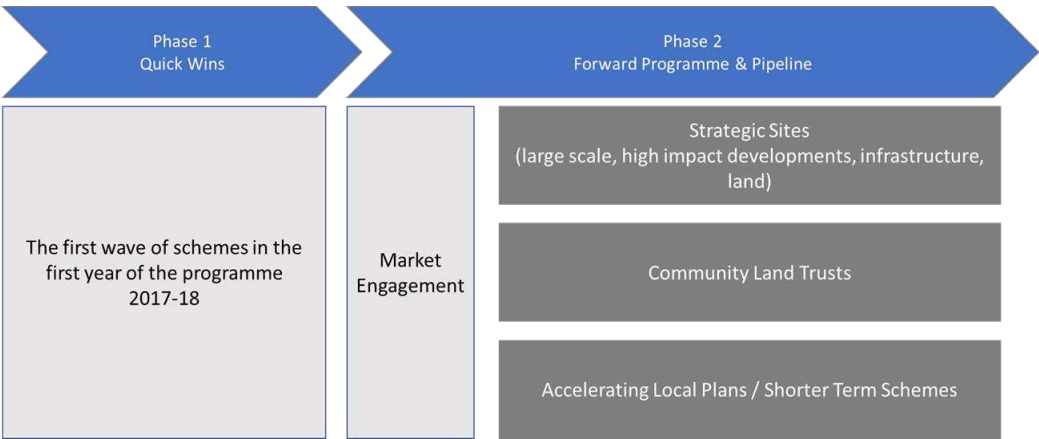 Phase 1
Quick Wins
Phase 2
Forward Programme & Pipeline
The first wave of schemes in the
first year of the programme
2017-18
Market
Engagement
Strategic Sites
(large scale, high impact developments, infrastructure,
land)
Community Land Trusts
Accelerating Local Plans / Shorter Term Schemes